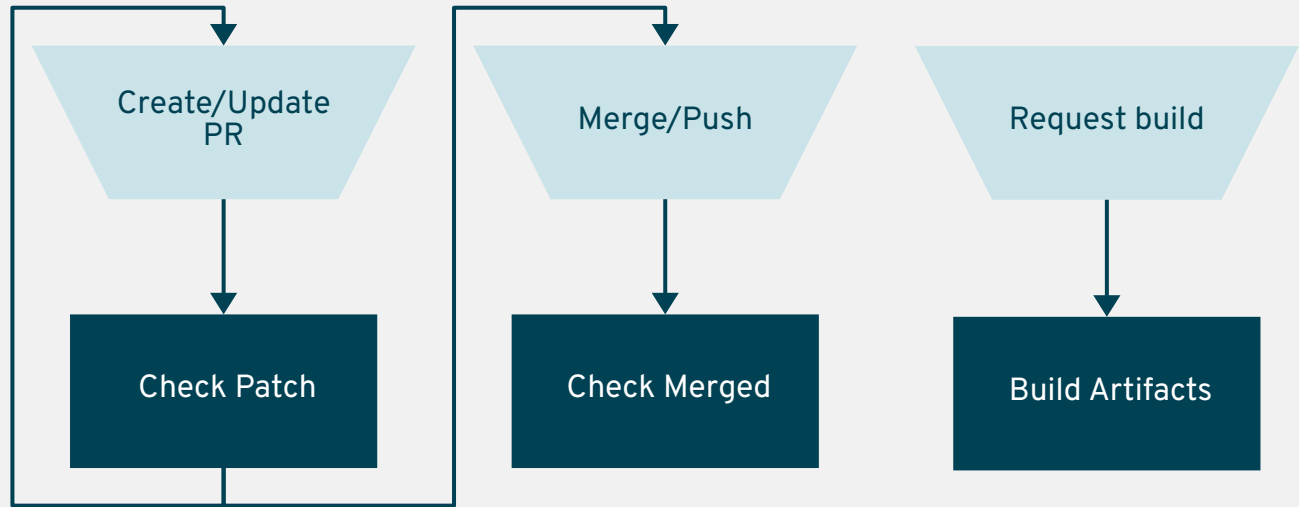 Create/Update
PR
Merge/Push
Request build
Check Patch
Check Merged
Build Artifacts